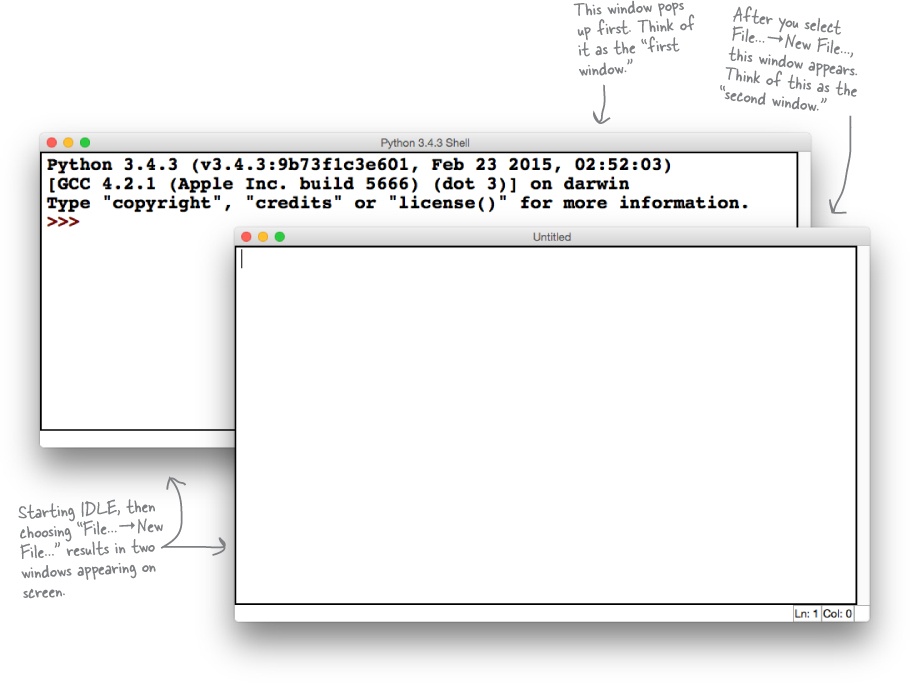 This window pops
up first. Think of
it as the “first
window.”
After you select
File...→New File...,
this window appears.
Think of this as the
“second window.”
Python 3.4.3 Shell
Python 3.4.3 (v3.4.3:9b73f1c3e601, Feb 23 2015, 02:52:03)
[GCC 4.2.1 (Apple Inc. build 5666) (dot 3)] on darwin
Type "copyright", "credits" or "license()" for more information.
>>>
Untitled
Starting IDLE, then
choosing “File...→New
File...” results in two
windows appearing on
screen.
Ln: 1 Col: 0